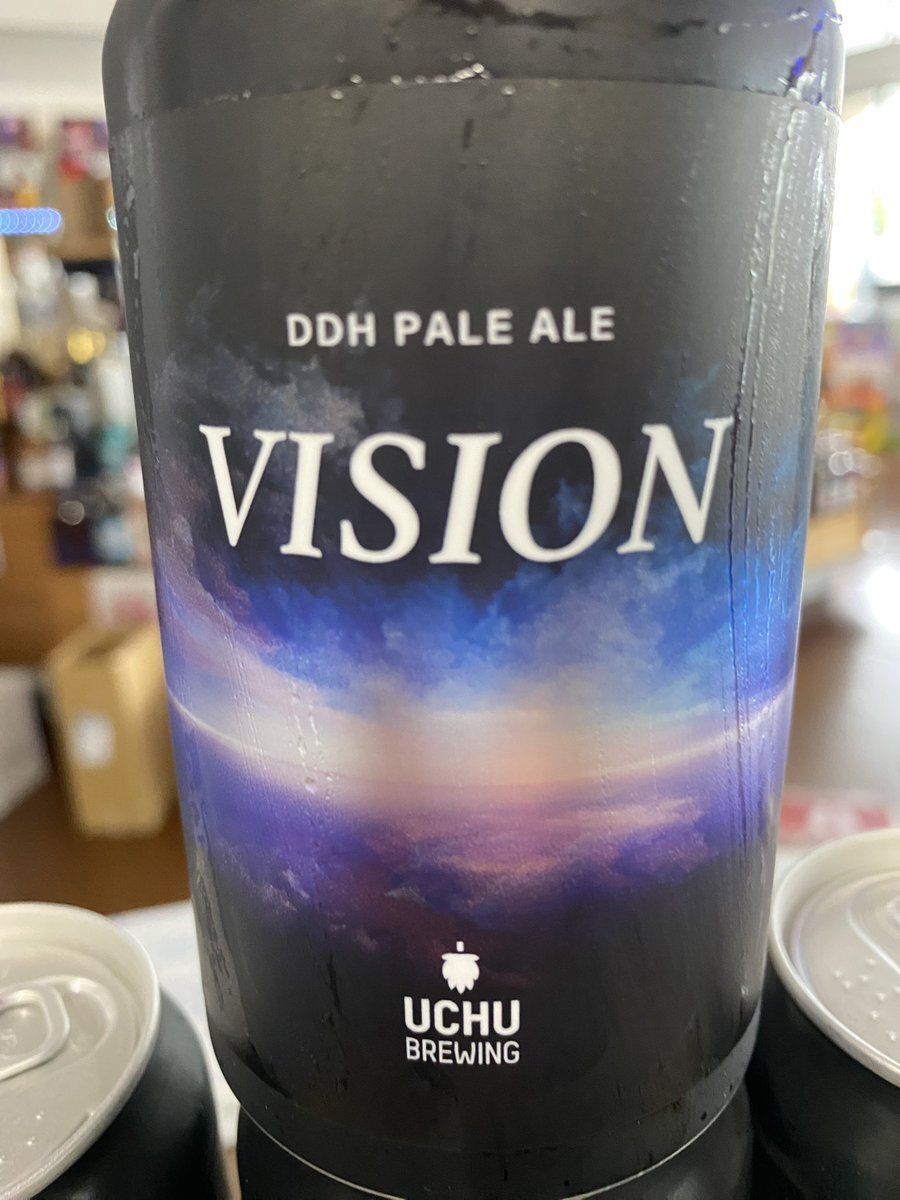 DDH PALE ALE
VISION
UCHU
BREWING